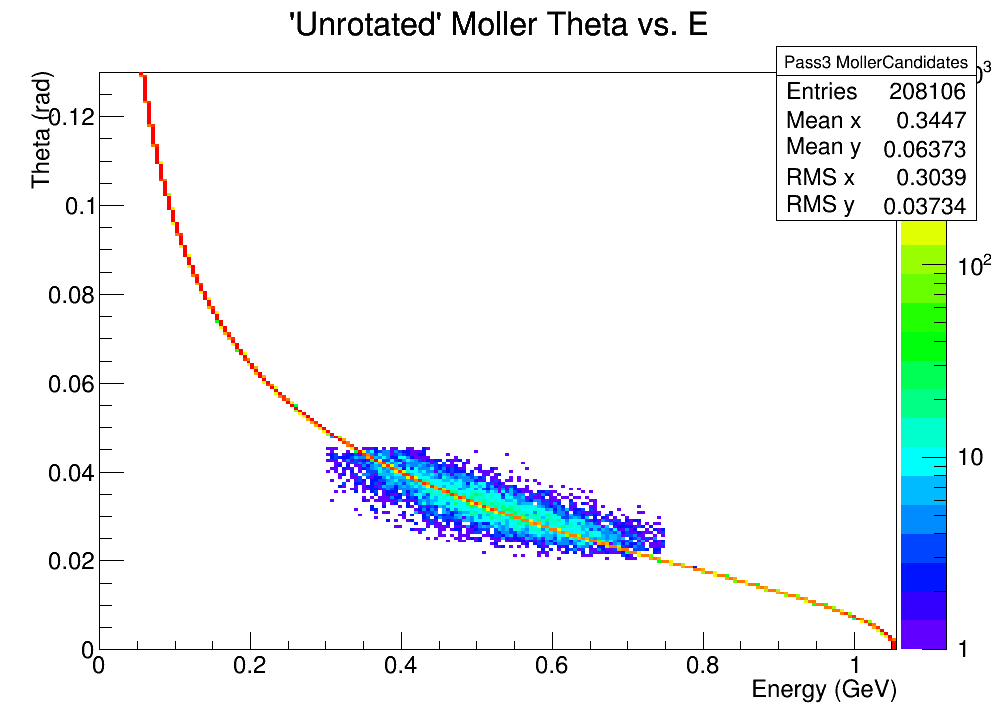 'Unrotated' Moller Theta vs. E
Pass3 MollerCandidates
Entries 208106
Mean x 0.3447
Mean y 0.06373
RMS x 0.3039
RMS y 0.03734
Theta (rad)
0.12
0.1
0.08
0.06
0.04
0.02
0
0 0.2 0.4 0.6 0.8 1
Energy (GeV)
3
10²
10
1